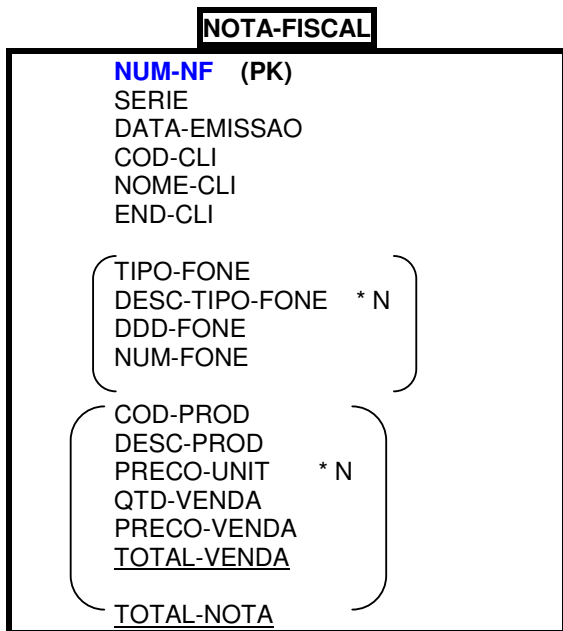 NOTA-FISCAL
NUM-NF (PK)
SERIE
DATA-EMISSAO
COD-CLI
NOME-CLI
END-CLI
TIPO-FONE
DESC-TIPO-FONE * N
DDD-FONE
NUM-FONE
COD-PROD
DESC-PROD
PRECO-UNIT * N
QTD-VENDA
PRECO-VENDA
TOTAL-VENDA
TOTAL-NOTA